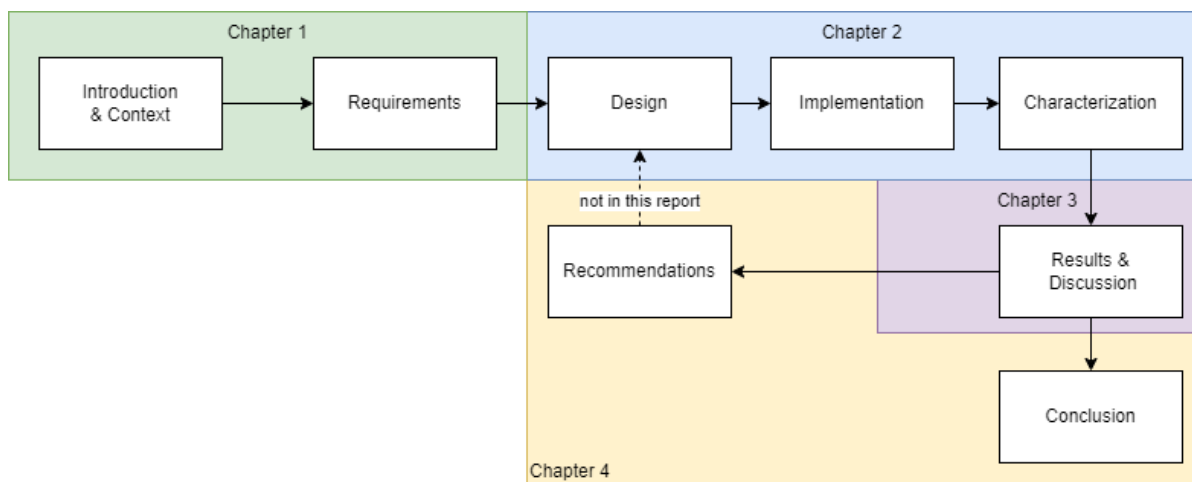 Chapter 1
Chapter 2
Introduction
& Context
Requirements
Design
Implementation
Characterization
not in this report
Chapter 3
Recommendations
Results &
Discussion
Conclusion
Chapter 4